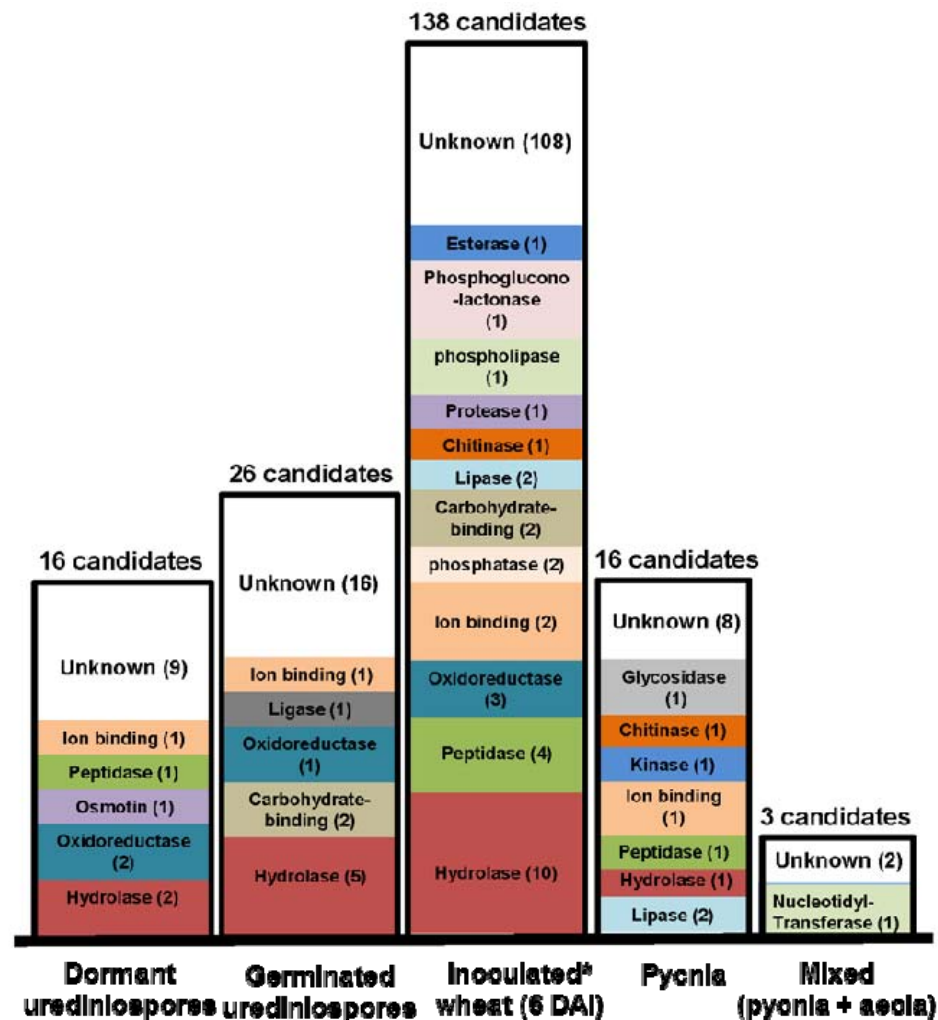 138 candidates
Unknown (108)
Esterase (1)
Phosphoglucono
-lactonase
(1)
phospholipase
(1)
Protease (1)
Chitinase (1)
Lipase (2)
Carbohydrate-
binding (2)
phosphatase (2)
Ion binding (2)
Oxidoreductase
(3)
Peptidase (4)
Hydrolase (10)
26 candidates
Unknown (16)
Ion binding (1)
Ligase (1)
Oxidoreductase
(1)
Carbohydrate-
binding (2)
Hydrolase (5)
16 candidates
Unknown (9)
Ion binding (1)
Peptidase (1)
Osmotin (1)
Oxidoreductase
(2)
Hydrolase (2)
16 candidates
Unknown (8)
Glycosidase
(1)
Chitinase (1)
Kinase (1)
Ion binding
(1)
Peptidase (1)
Hydrolase (1)
Lipase (2)
3 candidates
Unknown (2)
Nucleotidyl-
Transferase (1)
Dormant
urediniospores
Germinated
urediniospores
Inoculated*
wheat (6 DAI)
Pycnia
Mixed
(pycnia + aecia)